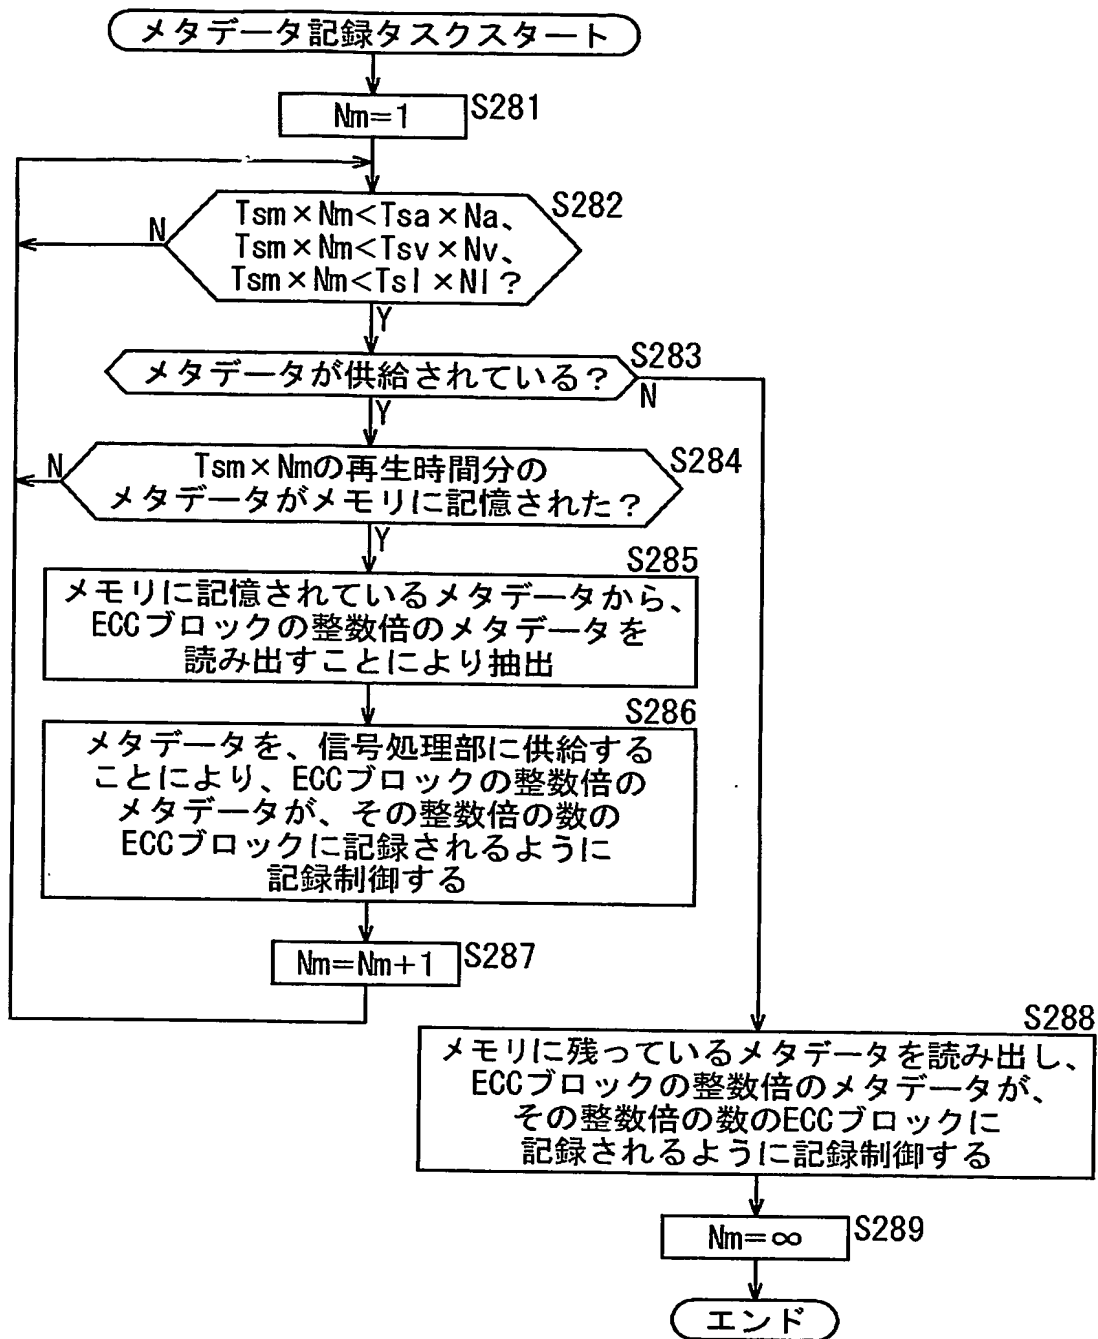 メタデータ記録タスクスタート
Nm=1
S281
Tsm×Nm<Tsa×Na、
Tsm×Nm<Tsv×Nv、
Tsm×Nm<Tsl×Nl?
S282
N
Y
メタデータが供給されている?
S283
N
Y
Tsm×Nmの再生時間分の
メタデータがメモリに記憶された?
S284
N
Y
S285
メモリに記憶されているメタデータから、
ECCブロックの整数倍のメタデータを
読み出すことにより抽出
S286
メタデータを、信号処理部に供給する
ことにより、ECCブロックの整数倍の
メタデータが、その整数倍の数の
ECCブロックに記録されるように
記録制御する
Nm=Nm+1
S287
S288
メモリに残っているメタデータを読み出し、
ECCブロックの整数倍のメタデータが、
その整数倍の数のECCブロックに
記録されるように記録制御する
Nm=∞
S289
エンド